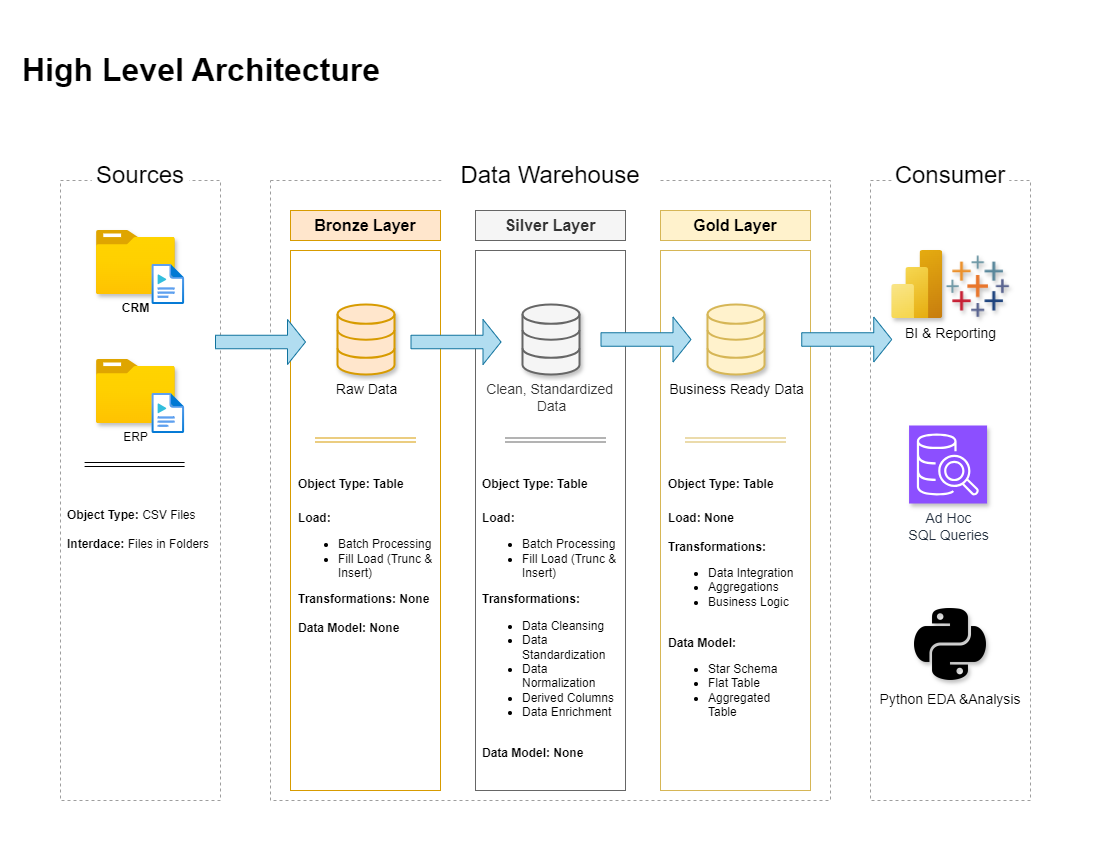 High Level Architecture
Sources
CRM
ERP
Object Type: CSV Files
Interdace: Files in Folders
Data Warehouse
Bronze Layer
Raw Data
Object Type: Table
Load:
Batch Processing
Fill Load (Trunc &
Insert)
Transformations: None
Data Model: None
Silver Layer
Clean, Standardized
Data
Object Type: Table
Load:
Batch Processing
Fill Load (Trunc &
Insert)
Transformations:
Data Cleansing
Data
Standardization
Data
Normalization
Derived Columns
Data Enrichment
Data Model: None
Gold Layer
Business Ready Data
Object Type: Table
Load: None
Transformations:
Data Integration
Aggregations
Business Logic
Data Model:
Star Schema
Flat Table
Aggregated
Table
Consumer
BI & Reporting
Ad Hoc
SQL Queries
Python EDA &Analysis